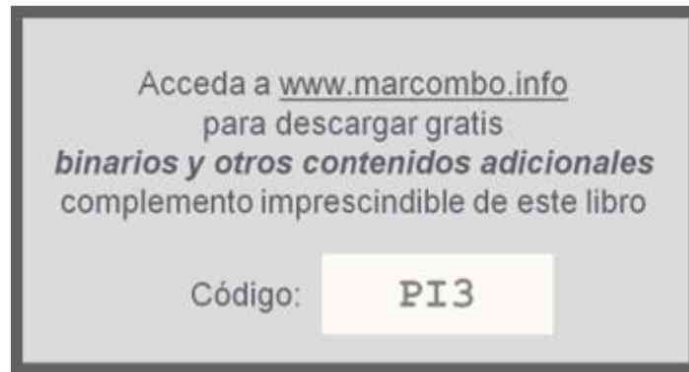 Acceda a www.marcombo.info
para descargar gratis
binarios y otros contenidos adicionales
complemento imprescindible de este libro
Código: PI3